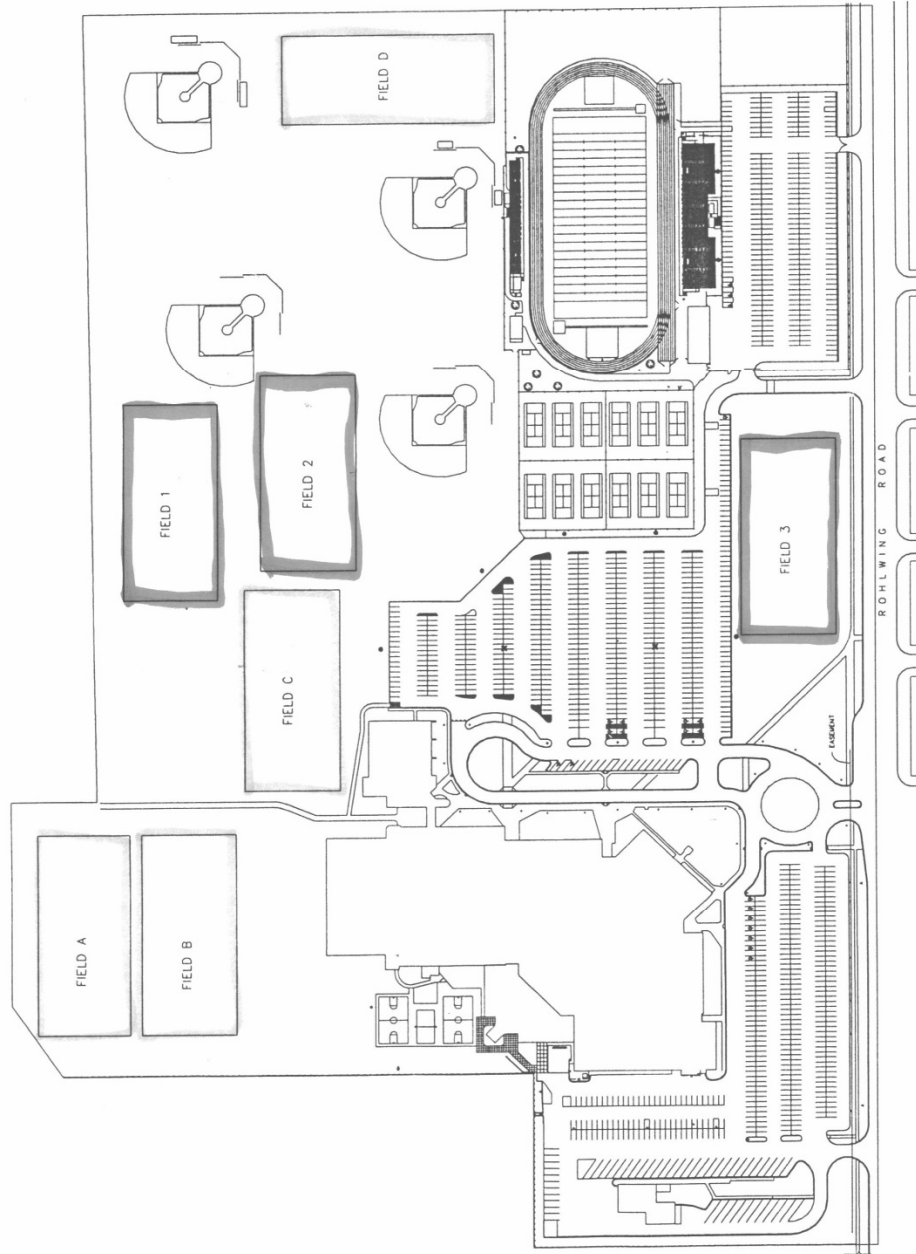 FIELD D
FIELD 1
FIELD 2
FIELD 3
FIELD C
ROHLWING ROAD
EASEMENT
FIELD A
FIELD B